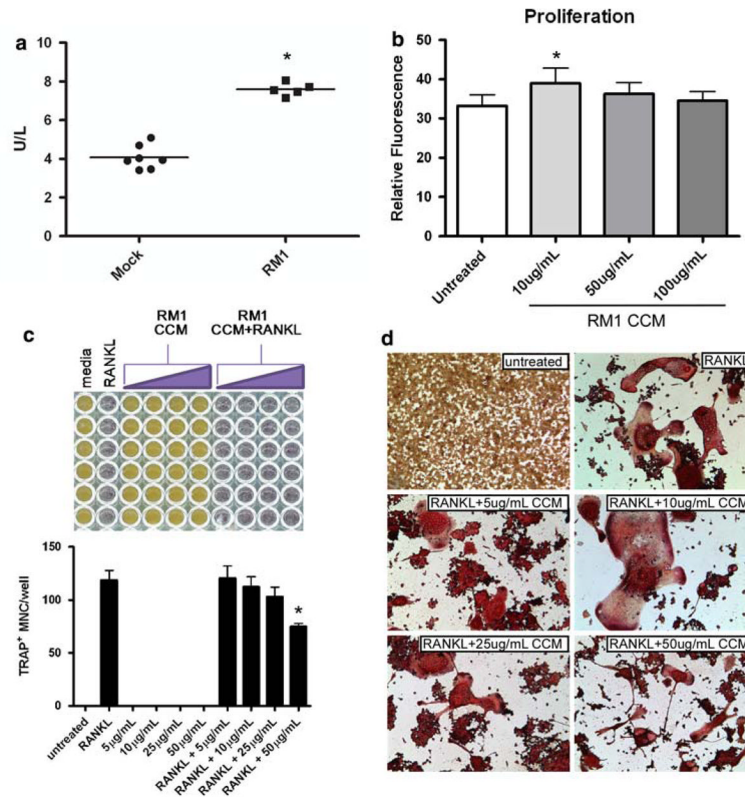 a
U/L
10
8
6
4
2
0
*
Mock
RM1
Proliferation
b
Relative Fluorescence
50
40
30
20
10
0
*
Untreated
10ug/mL
50ug/mL
100ug/mL
RM1 CCM
c
media
RANKL
RM1
CCM
RM1
CCM+RANKL
TRAP+ MNC/well
150
100
50
0
*
untreated
RANKL
5µg/mL
10µg/mL
25µg/mL
50µg/mL
RANKL + 5µg/mL
RANKL + 10µg/mL
RANKL + 25µg/mL
RANKL + 50µg/mL
d
untreated
RANKL
RANKL+5ug/mL CCM
RANKL+10ug/mL CCM
RANKL+25ug/mL CCM
RANKL+50ug/mL CCM